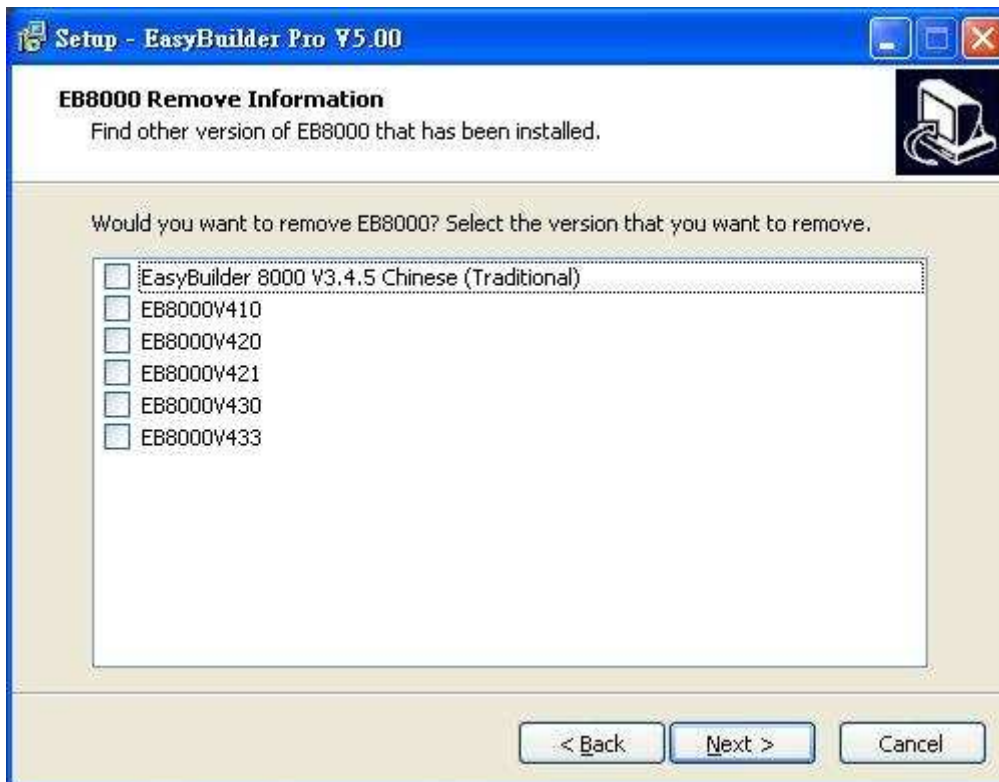 Setup - EasyBuilder Pro V5.00
EB8000 Remove Information
Find other version of EB8000 that has been installed.
Would you want to remove EB8000? Select the version that you want to remove.
EasyBuilder 8000 V3.4.5 Chinese (Traditional)
EB8000V410
EB8000V420
EB8000V421
EB8000V430
EB8000V433
< Back
Next >
Cancel